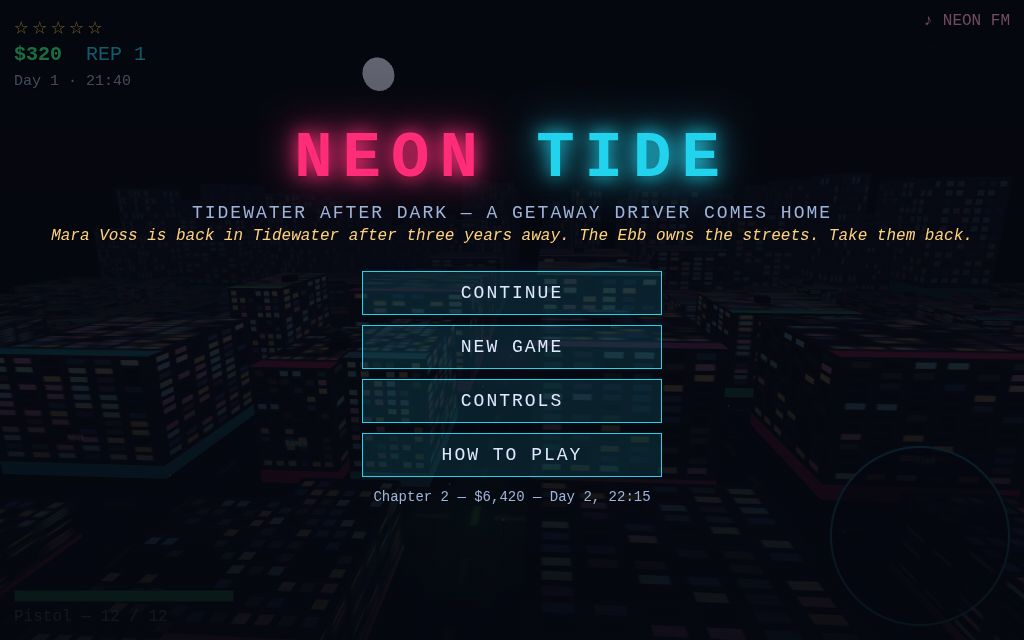 ☆☆☆☆☆
♪ NEON FM
$320 REP 1
Day 1 · 21:40
NEON TIDE
TIDEWATER AFTER DARK — A GETAWAY DRIVER COMES HOME
Mara Voss is back in Tidewater after three years away. The Ebb owns the streets. Take them back.
CONTINUE
NEW GAME
CONTROLS
HOW TO PLAY
Chapter 2 — $6,420 — Day 2, 22:15
Pistol — 12 / 12